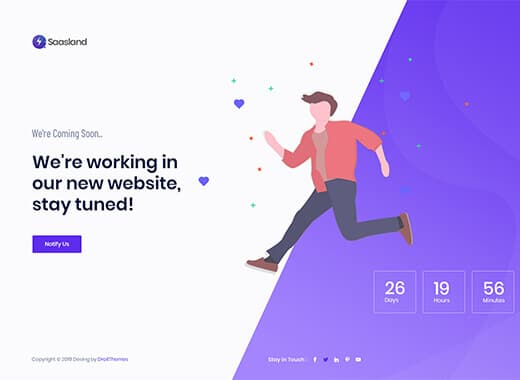 Saasland
We're Coming Soon..
We're working in
our new website,
stay tuned!
Notify Us
26
Days
19
Hours
56
Minutes
Copyright © 2019 Desing by DroitThemes
Stay in Touch :